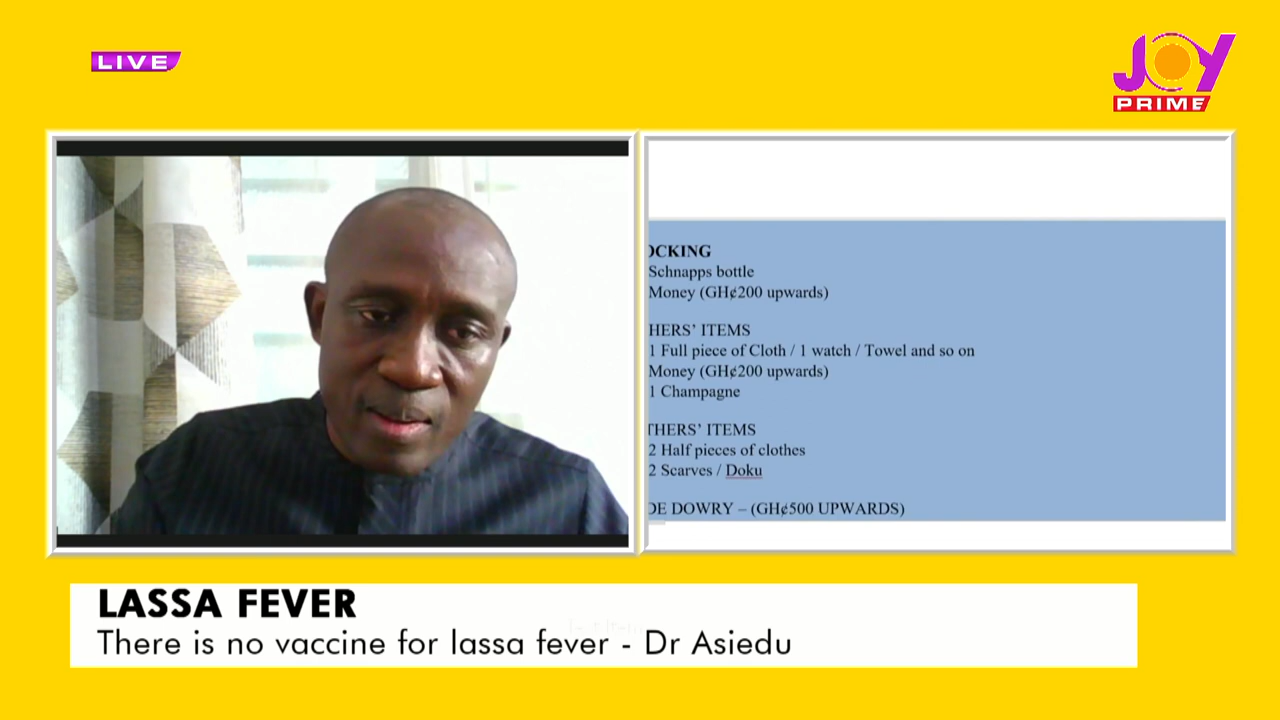 LIVE
JOY
PRIME
OCKING
Schnapps bottle
Money (GH¢200 upwards)
HERS' ITEMS
1 Full piece of Cloth / 1 watch / Towel and so on
Money (GH¢200 upwards)
1 Champagne
THERS' ITEMS
2 Half pieces of clothes
2 Scarves / Doku
DE DOWRY – (GH¢500 UPWARDS)
LASSA FEVER
There is no vaccine for lassa fever - Dr Asiedu